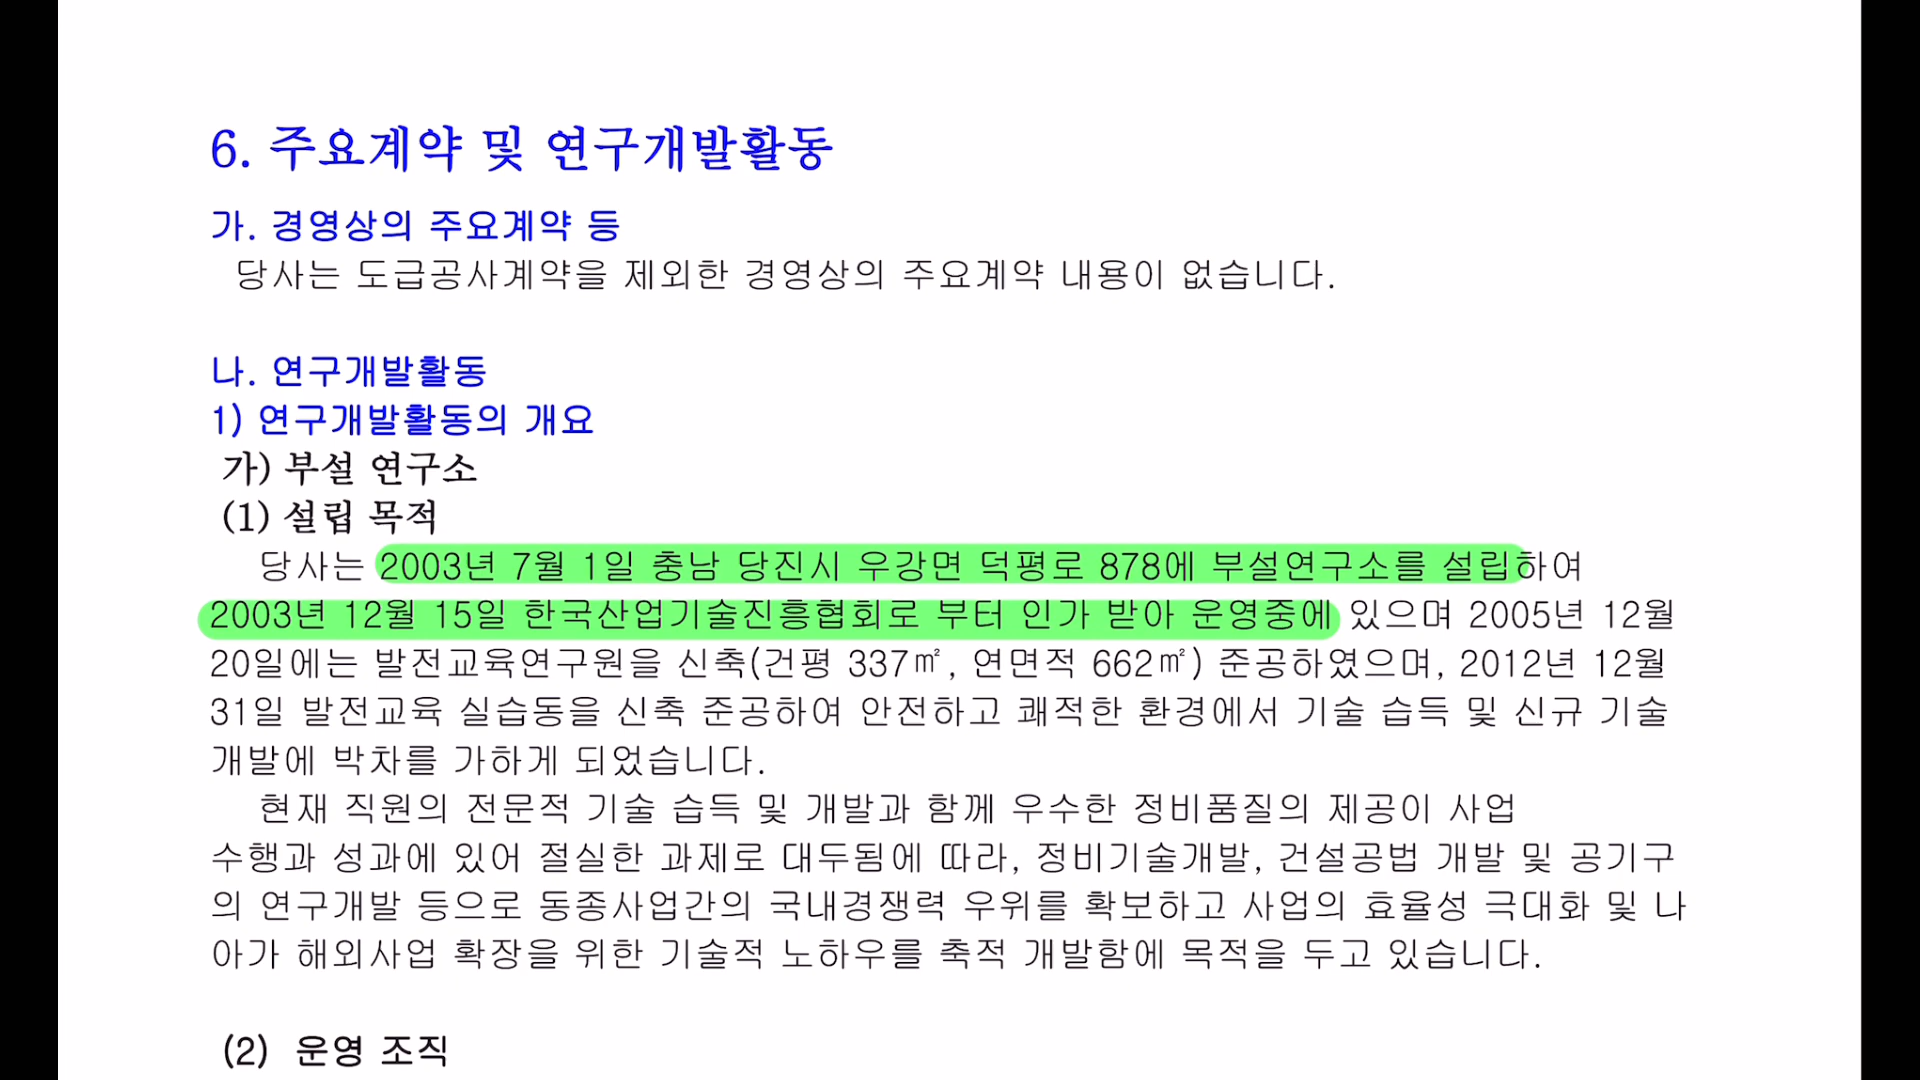 6. 주요계약 및 연구개발활동
가. 경영상의 주요계약 등
당사는 도급공사계약을 제외한 경영상의 주요계약 내용이 없습니다.
나. 연구개발활동
1) 연구개발활동의 개요
가) 부설 연구소
(1) 설립 목적
당사는 2003년 7월 1일 충남 당진시 우강면 덕평로 878에 부설연구소를 설립하여
2003년 12월 15일 한국산업기술진흥협회로 부터 인가 받아 운영중에 있으며 2005년 12월
20일에는 발전교육연구원을 신축(건평 337㎡, 연면적 662㎡) 준공하였으며, 2012년 12월
31일 발전교육 실습동을 신축 준공하여 안전하고 쾌적한 환경에서 기술 습득 및 신규 기술
개발에 박차를 가하게 되었습니다.
현재 직원의 전문적 기술 습득 및 개발과 함께 우수한 정비품질의 제공이 사업
수행과 성과에 있어 절실한 과제로 대두됨에 따라, 정비기술개발, 건설공법 개발 및 공기구
의 연구개발 등으로 동종사업간의 국내경쟁력 우위를 확보하고 사업의 효율성 극대화 및 나
아가 해외사업 확장을 위한 기술적 노하우를 축적 개발함에 목적을 두고 있습니다.
(2) 운영 조직